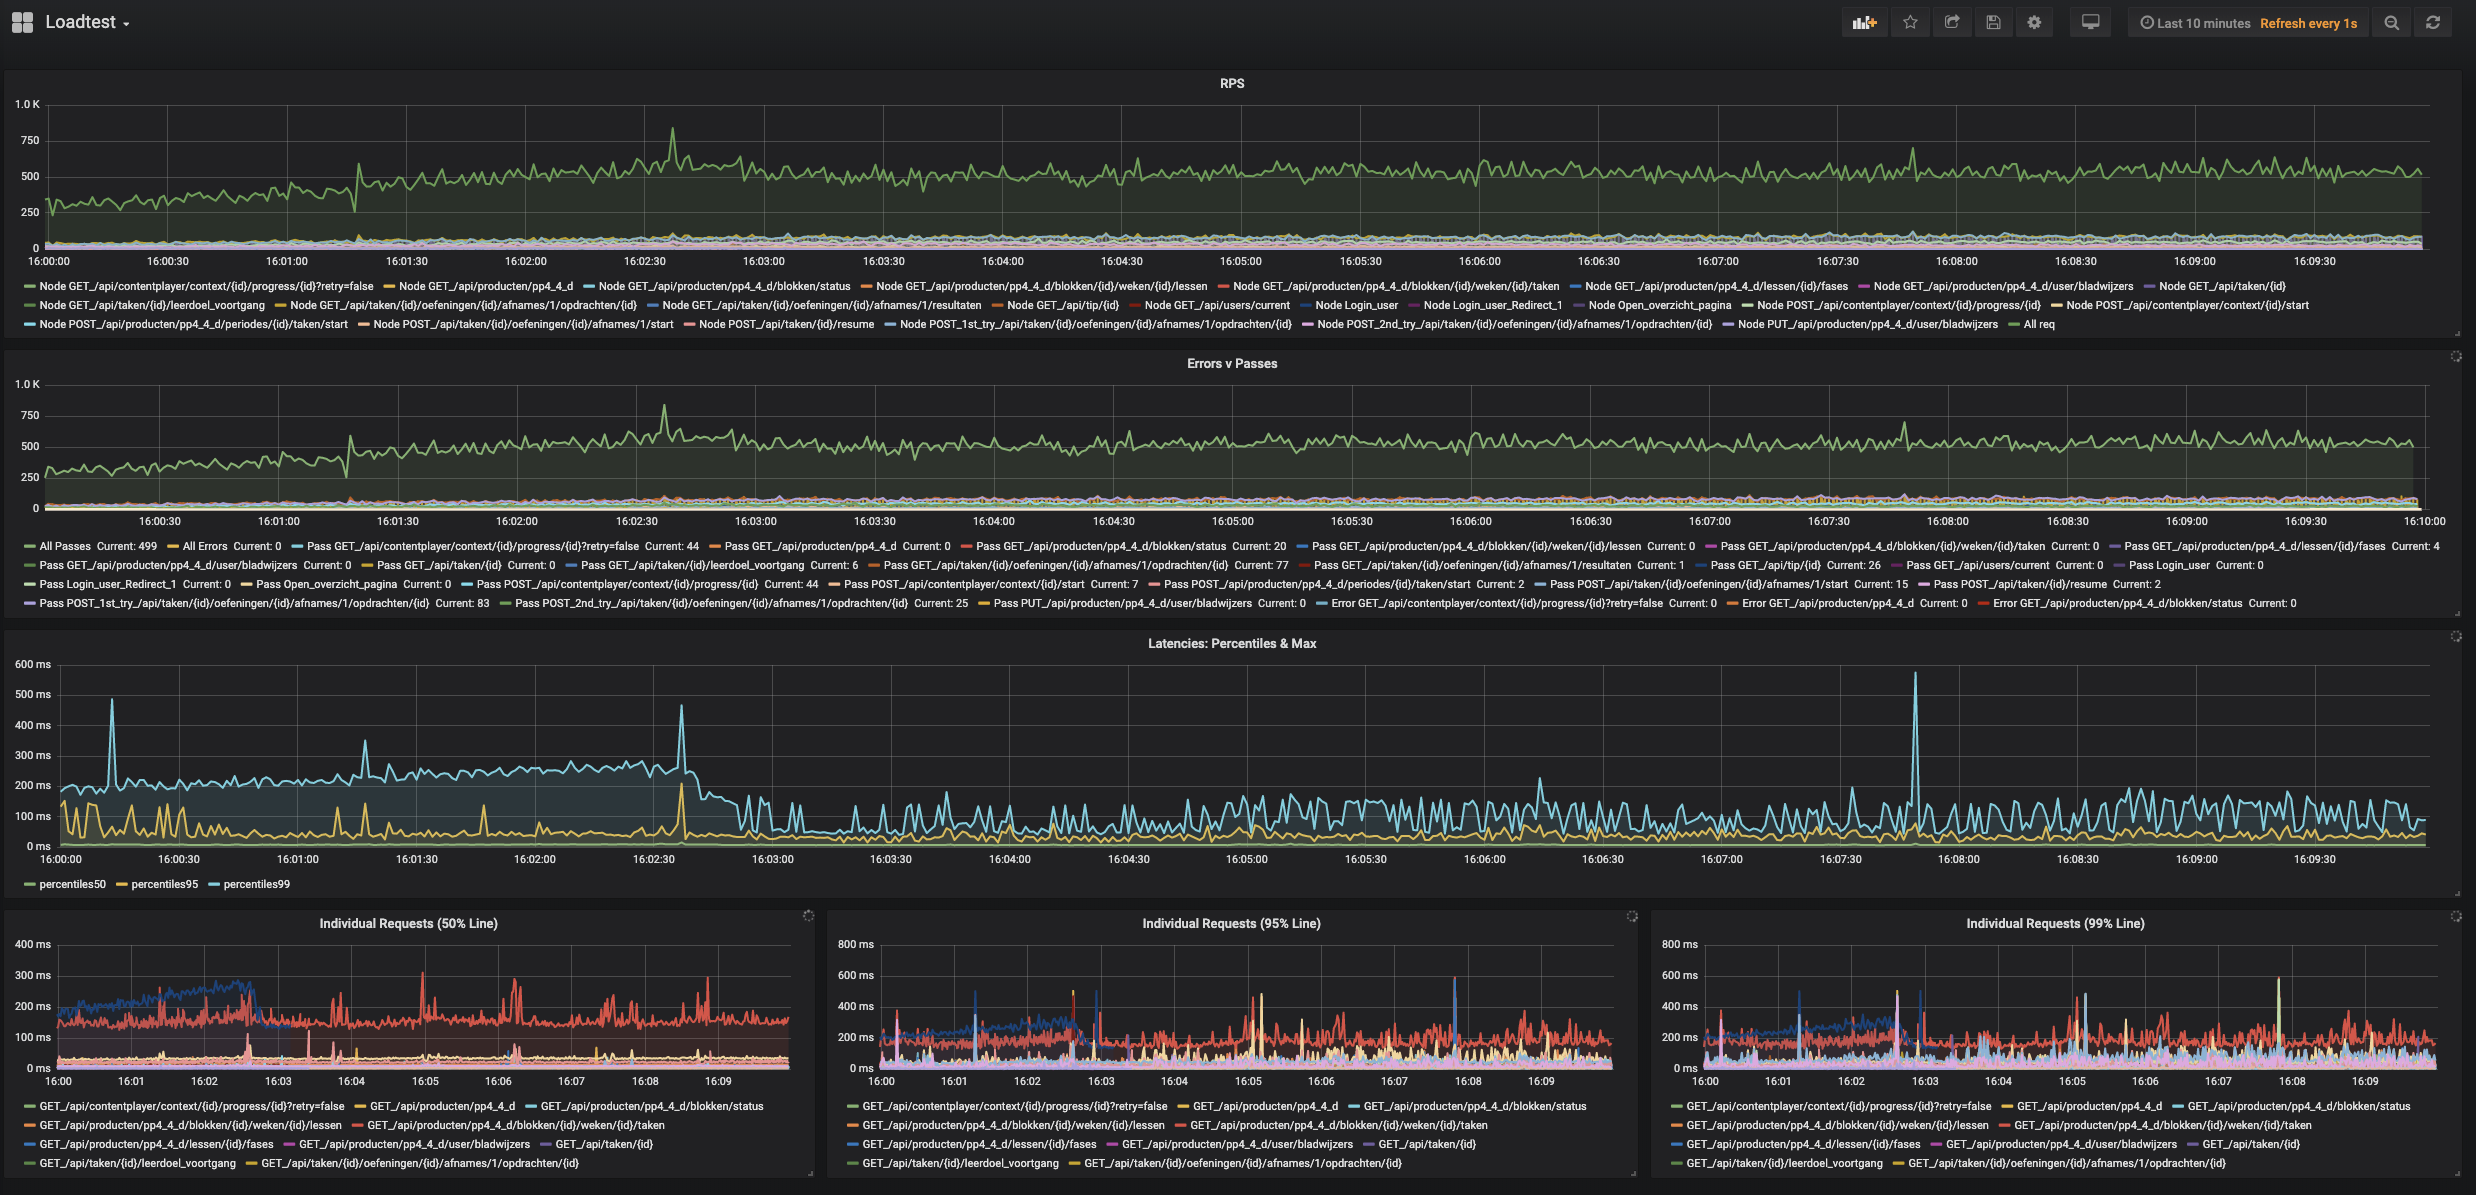 Loadtest
Last 10 minutes Refresh every 1s
RPS
1.0 K
750
500
250
0
16:00:00 16:00:30 16:01:00 16:01:30 16:02:00 16:02:30 16:03:00 16:03:30 16:04:00 16:04:30 16:05:00 16:05:30 16:06:00 16:06:30 16:07:00 16:07:30 16:08:00 16:08:30 16:09:00 16:09:30
Node GET_/api/contentplayer/context/{id}/progress/{id}?retry=false Node GET_/api/producten/pp4_4_d Node GET_/api/producten/pp4_4_d/blokken/status Node GET_/api/producten/pp4_4_d/blokken/{id}/weken/{id}/lessen Node GET_/api/producten/pp4_4_d/blokken/{id}/weken/{id}/taken Node GET_/api/producten/pp4_4_d/lessen/{id}/fases Node GET_/api/producten/pp4_4_d/user/bladwijzers Node GET_/api/taken/{id}
Node GET_/api/taken/{id}/leerdoel_voortgang Node GET_/api/taken/{id}/oefeningen/{id}/afnames/1/opdrachten/{id} Node GET_/api/taken/{id}/oefeningen/{id}/afnames/1/resultaten Node GET_/api/tip/{id} Node GET_/api/users/current Node Login_user Node Login_user_Redirect_1 Node Open_overzicht_pagina Node POST_/api/contentplayer/context/{id}/progress/{id} Node POST_/api/contentplayer/context/{id}/start
Node POST_/api/producten/pp4_4_d/periodes/{id}/taken/start Node POST_/api/taken/{id}/oefeningen/{id}/afnames/1/start Node POST_/api/taken/{id}/resume Node POST_1st_try_/api/taken/{id}/oefeningen/{id}/afnames/1/opdrachten/{id} Node POST_2nd_try_/api/taken/{id}/oefeningen/{id}/afnames/1/opdrachten/{id} Node PUT_/api/producten/pp4_4_d/user/bladwijzers All req
Errors v Passes
1.0 K
750
500
250
0
16:00:30 16:01:00 16:01:30 16:02:00 16:02:30 16:03:00 16:03:30 16:04:00 16:04:30 16:05:00 16:05:30 16:06:00 16:06:30 16:07:00 16:07:30 16:08:00 16:08:30 16:09:00 16:09:30 16:10:00
All Passes Current: 499 All Errors Current: 0 Pass GET_/api/contentplayer/context/{id}/progress/{id}?retry=false Current: 44 Pass GET_/api/producten/pp4_4_d Current: 0 Pass GET_/api/producten/pp4_4_d/blokken/status Current: 20 Pass GET_/api/producten/pp4_4_d/blokken/{id}/weken/{id}/lessen Current: 0 Pass GET_/api/producten/pp4_4_d/blokken/{id}/weken/{id}/taken Current: 0 Pass GET_/api/producten/pp4_4_d/lessen/{id}/fases Current: 4
Pass GET_/api/producten/pp4_4_d/user/bladwijzers Current: 0 Pass GET_/api/taken/{id} Current: 0 Pass GET_/api/taken/{id}/leerdoel_voortgang Current: 6 Pass GET_/api/taken/{id}/oefeningen/{id}/afnames/1/opdrachten/{id} Current: 77 Pass GET_/api/taken/{id}/oefeningen/{id}/afnames/1/resultaten Current: 1 Pass GET_/api/tip/{id} Current: 26 Pass GET_/api/users/current Current: 0 Pass Login_user Current: 0
Pass Login_user_Redirect_1 Current: 0 Pass Open_overzicht_pagina Current: 0 Pass POST_/api/contentplayer/context/{id}/progress/{id} Current: 44 Pass POST_/api/contentplayer/context/{id}/start Current: 7 Pass POST_/api/producten/pp4_4_d/periodes/{id}/taken/start Current: 2 Pass POST_/api/taken/{id}/oefeningen/{id}/afnames/1/start Current: 15 Pass POST_/api/taken/{id}/resume Current: 2
Pass POST_1st_try_/api/taken/{id}/oefeningen/{id}/afnames/1/opdrachten/{id} Current: 83 Pass POST_2nd_try_/api/taken/{id}/oefeningen/{id}/afnames/1/opdrachten/{id} Current: 25 Pass PUT_/api/producten/pp4_4_d/user/bladwijzers Current: 0 Error GET_/api/contentplayer/context/{id}/progress/{id}?retry=false Current: 0 Error GET_/api/producten/pp4_4_d Current: 0 Error GET_/api/producten/pp4_4_d/blokken/status Current: 0
Latencies: Percentiles & Max
600 ms
500 ms
400 ms
300 ms
200 ms
100 ms
0 ms
16:00:00 16:00:30 16:01:00 16:01:30 16:02:00 16:02:30 16:03:00 16:03:30 16:04:00 16:04:30 16:05:00 16:05:30 16:06:00 16:06:30 16:07:00 16:07:30 16:08:00 16:08:30 16:09:00 16:09:30
percentiles50 percentiles95 percentiles99
Individual Requests (50% Line)
400 ms
300 ms
200 ms
100 ms
0 ms
16:00 16:01 16:02 16:03 16:04 16:05 16:06 16:07 16:08 16:09
GET_/api/contentplayer/context/{id}/progress/{id}?retry=false GET_/api/producten/pp4_4_d GET_/api/producten/pp4_4_d/blokken/status
GET_/api/producten/pp4_4_d/blokken/{id}/weken/{id}/lessen GET_/api/producten/pp4_4_d/blokken/{id}/weken/{id}/taken
GET_/api/producten/pp4_4_d/lessen/{id}/fases GET_/api/producten/pp4_4_d/user/bladwijzers GET_/api/taken/{id}
GET_/api/taken/{id}/leerdoel_voortgang GET_/api/taken/{id}/oefeningen/{id}/afnames/1/opdrachten/{id}
Individual Requests (95% Line)
800 ms
600 ms
400 ms
200 ms
0 ms
16:00 16:01 16:02 16:03 16:04 16:05 16:06 16:07 16:08 16:09
GET_/api/contentplayer/context/{id}/progress/{id}?retry=false GET_/api/producten/pp4_4_d GET_/api/producten/pp4_4_d/blokken/status
GET_/api/producten/pp4_4_d/blokken/{id}/weken/{id}/lessen GET_/api/producten/pp4_4_d/blokken/{id}/weken/{id}/taken
GET_/api/producten/pp4_4_d/lessen/{id}/fases GET_/api/producten/pp4_4_d/user/bladwijzers GET_/api/taken/{id}
GET_/api/taken/{id}/leerdoel_voortgang GET_/api/taken/{id}/oefeningen/{id}/afnames/1/opdrachten/{id}
Individual Requests (99% Line)
800 ms
600 ms
400 ms
200 ms
0 ms
16:00 16:01 16:02 16:03 16:04 16:05 16:06 16:07 16:08 16:09
GET_/api/contentplayer/context/{id}/progress/{id}?retry=false GET_/api/producten/pp4_4_d GET_/api/producten/pp4_4_d/blokken/status
GET_/api/producten/pp4_4_d/blokken/{id}/weken/{id}/lessen GET_/api/producten/pp4_4_d/blokken/{id}/weken/{id}/taken
GET_/api/producten/pp4_4_d/lessen/{id}/fases GET_/api/producten/pp4_4_d/user/bladwijzers GET_/api/taken/{id}
GET_/api/taken/{id}/leerdoel_voortgang GET_/api/taken/{id}/oefeningen/{id}/afnames/1/opdrachten/{id}